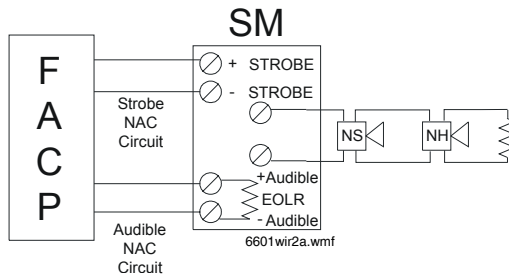 SM
F
A
C
P
+ STROBE
- STROBE
Strobe
NAC
Circuit
NS
NH
+Audible
EOLR
- Audible
Audible
NAC
Circuit
6601wir2a.wmf